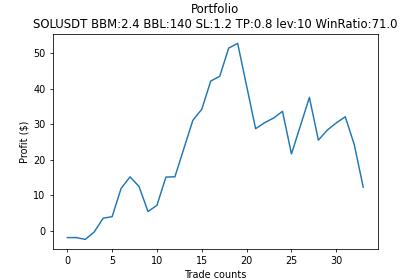 Portfolio
SOLUSDT BBM:2.4 BBL:140 SL:1.2 TP:0.8 lev:10 WinRatio:71.0
50
40
30
20
10
0
Profit ($)
0 5 10 15 20 25 30
Trade counts